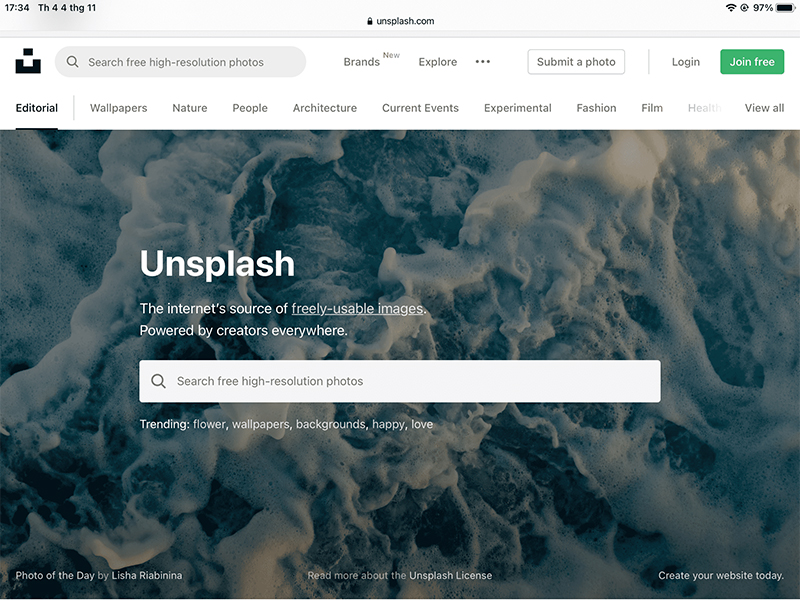 17:34 Th 4 4 thg 11 97%
unsplash.com
Search free high-resolution photos Brands New Explore ••• Submit a photo Login Join free
Editorial Wallpapers Nature People Architecture Current Events Experimental Fashion Film Health View all
Unsplash
The internet's source of freely-usable images.
Powered by creators everywhere.
Search free high-resolution photos
Trending: flower, wallpapers, backgrounds, happy, love
Photo of the Day by Lisha Riabinina Read more about the Unsplash License Create your website today.